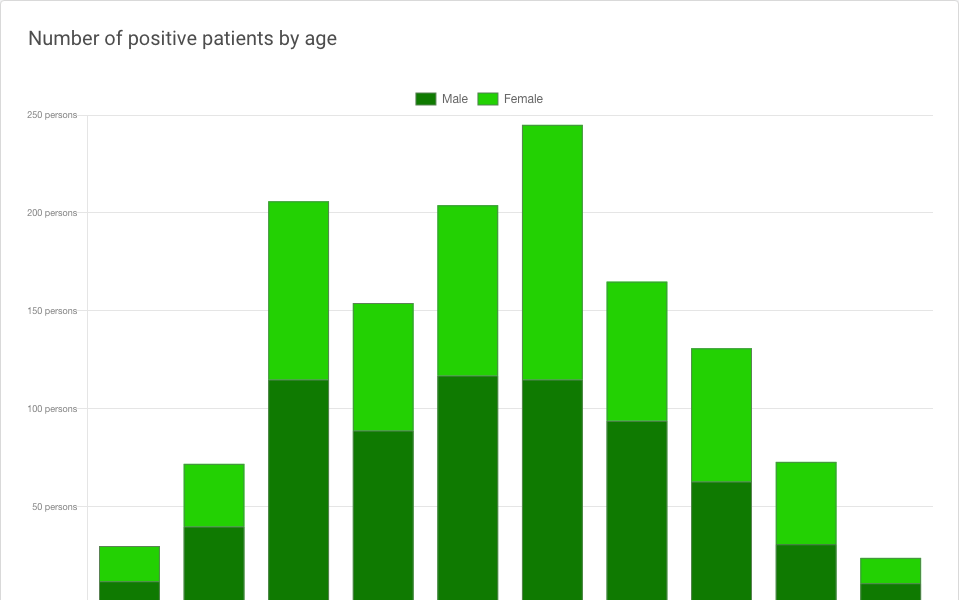 Number of positive patients by age
Male Female
250 persons
200 persons
150 persons
100 persons
50 persons